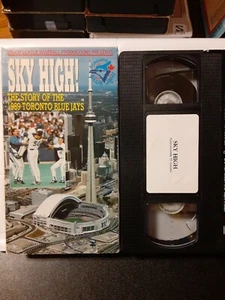 SKY HIGH!
THE STORY OF THE
1989 TORONTO BLUE JAYS
SKY HIGH